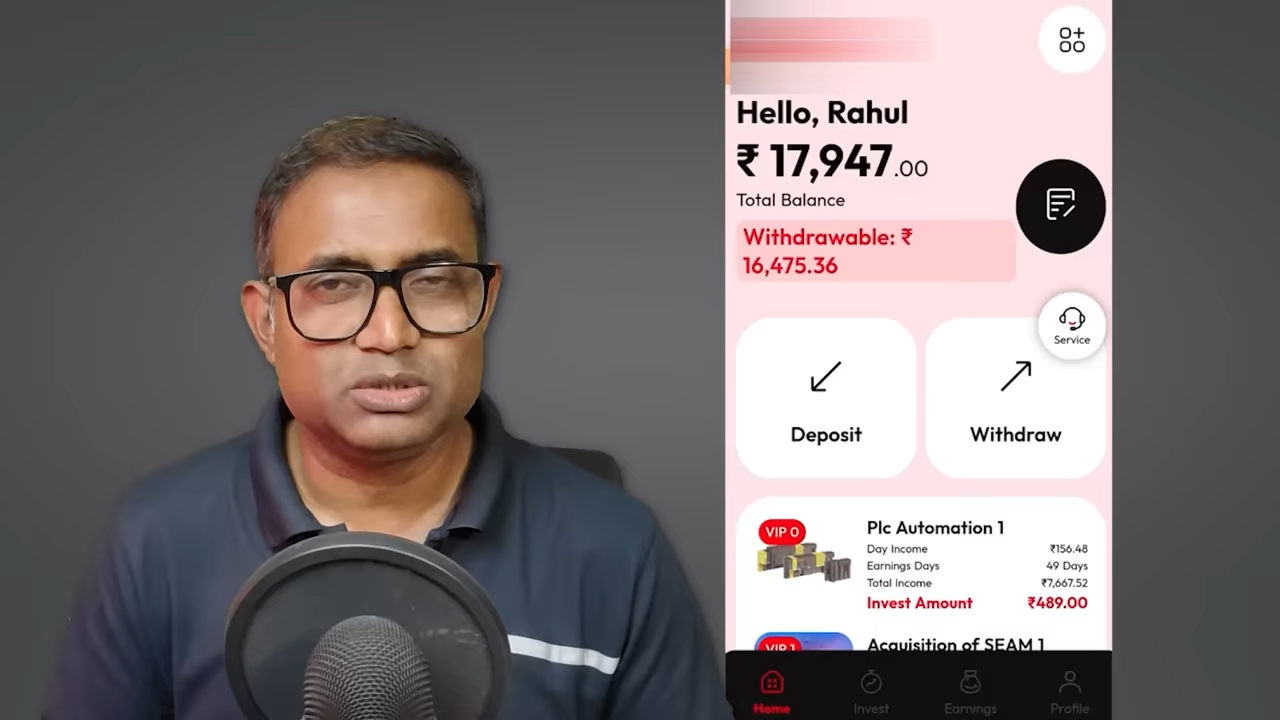 Hello, Rahul
₹ 17,947.00
Total Balance
Withdrawable: ₹
16,475.36
Service
Deposit
Withdraw
VIP 0
Plc Automation 1
Day Income ₹156.48
Earnings Days 49 Days
Total Income ₹7,667.52
Invest Amount ₹489.00
VIP 1
Acquisition of SEAM 1
Home
Invest
Earnings
Profile